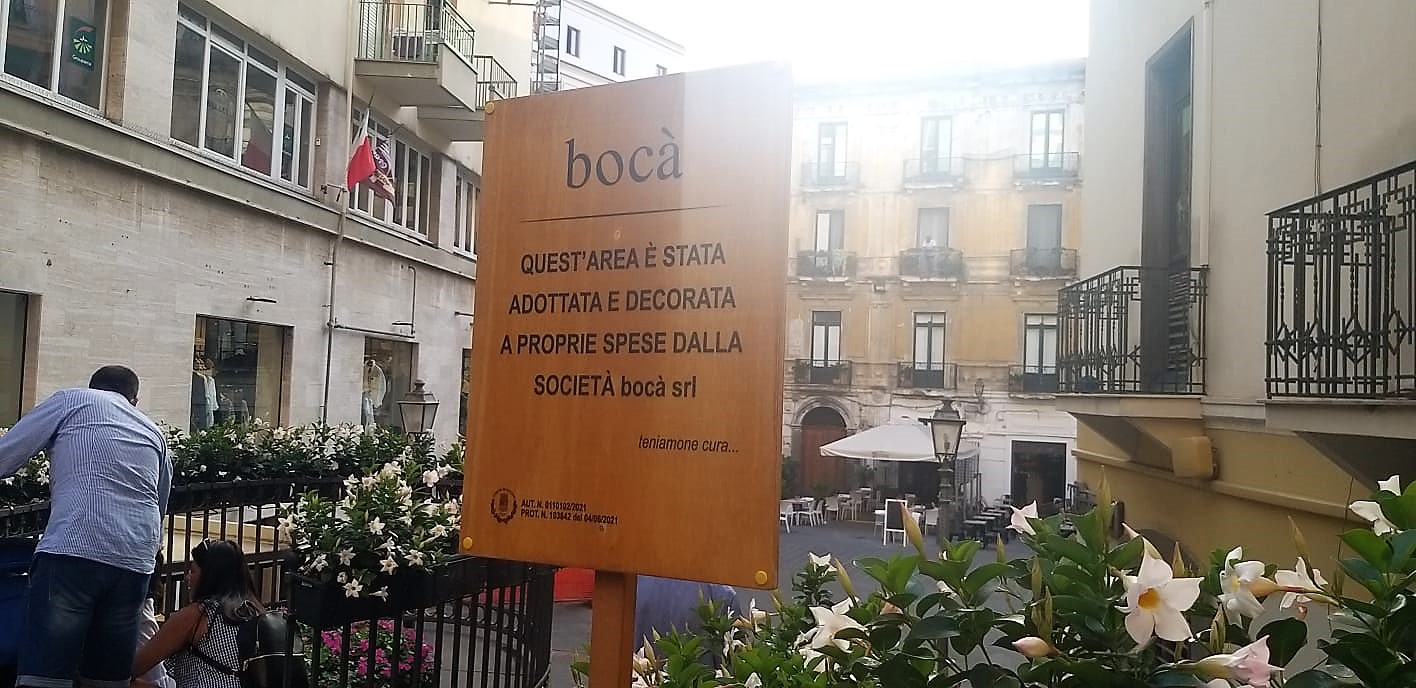 bocà
QUEST'AREA È STATA
ADOTTATA E DECORATA
A PROPRIE SPESE DALLA
SOCIETÀ bocà srl
teniamone cura...
AUT. N. 0110102/2021
PROT. N. 103842 del 04/06/2021
Groupama